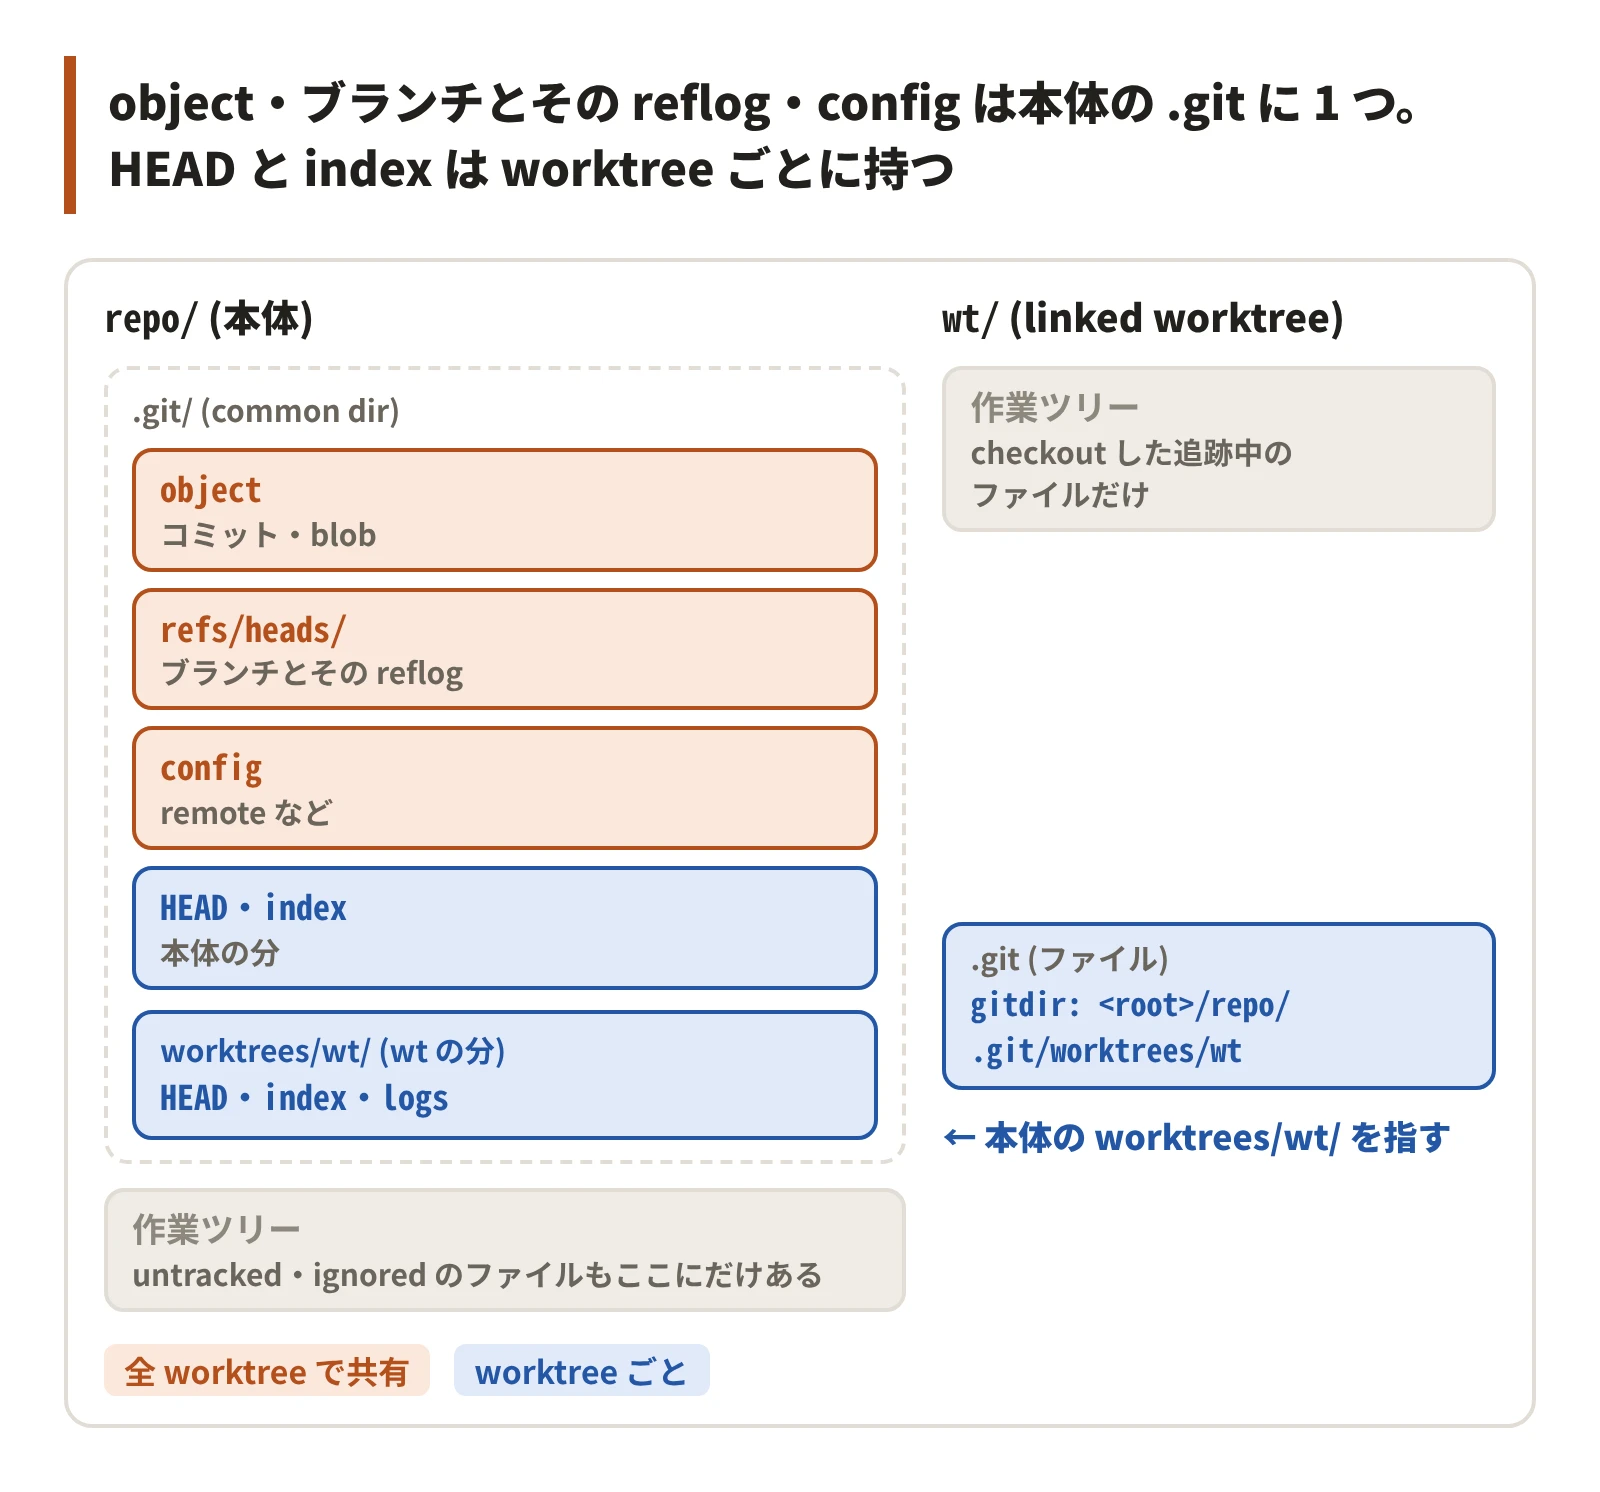 object・ブランチとその reflog・config は本体の .git に 1 つ。
HEAD と index は worktree ごとに持つ
repo/ (本体)
.git/ (common dir)
object
コミット・blob
refs/heads/
ブランチとその reflog
config
remote など
HEAD・index
本体の分
worktrees/wt/ (wt の分)
HEAD・index・logs
作業ツリー
untracked・ignored のファイルもここにだけある
wt/ (linked worktree)
作業ツリー
checkout した追跡中の
ファイルだけ
.git (ファイル)
gitdir: <root>/repo/
.git/worktrees/wt
← 本体の worktrees/wt/ を指す
全 worktree で共有
worktree ごと